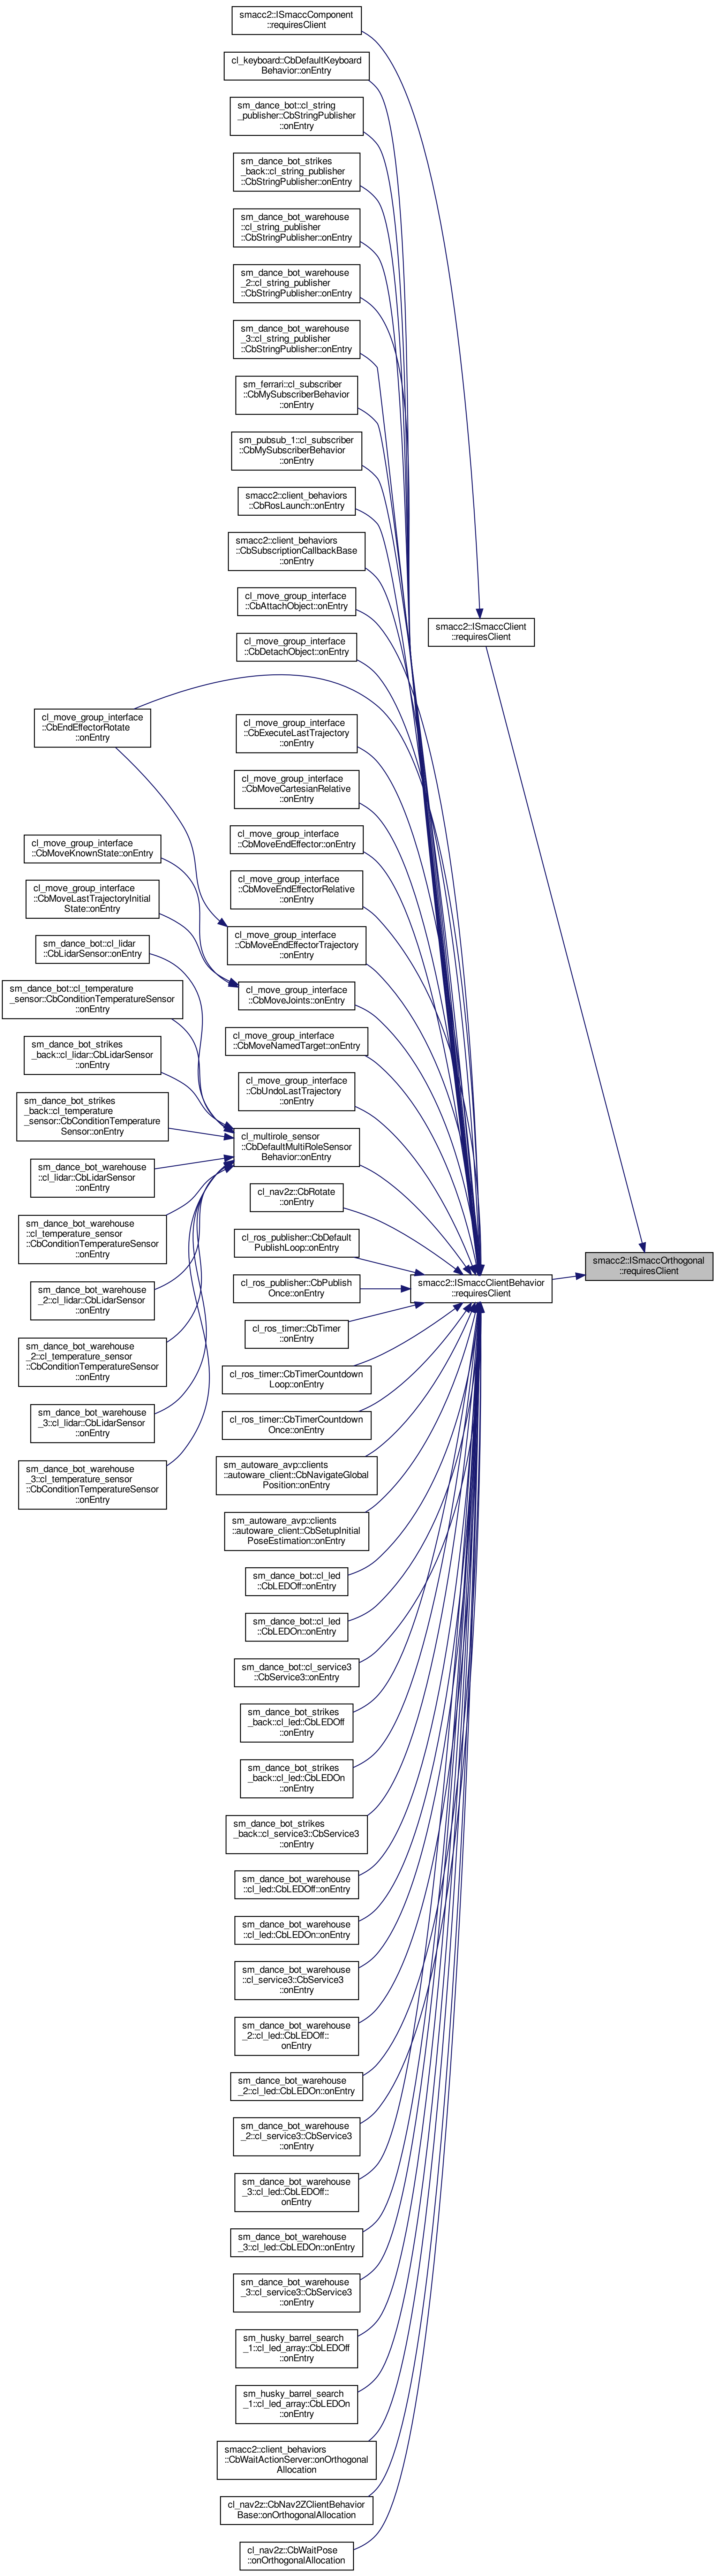 smacc2::ISmaccComponent
::requiresClient
cl_keyboard::CbDefaultKeyboard
Behavior::onEntry
sm_dance_bot::cl_string
_publisher::CbStringPublisher
::onEntry
sm_dance_bot_strikes
_back::cl_string_publisher
::CbStringPublisher::onEntry
sm_dance_bot_warehouse
::cl_string_publisher
::CbStringPublisher::onEntry
sm_dance_bot_warehouse
_2::cl_string_publisher
::CbStringPublisher::onEntry
sm_dance_bot_warehouse
_3::cl_string_publisher
::CbStringPublisher::onEntry
sm_ferrari::cl_subscriber
::CbMySubscriberBehavior
::onEntry
sm_pubsub_1::cl_subscriber
::CbMySubscriberBehavior
::onEntry
smacc2::client_behaviors
::CbRosLaunch::onEntry
smacc2::client_behaviors
::CbSubscriptionCallbackBase
::onEntry
cl_move_group_interface
::CbAttachObject::onEntry
cl_move_group_interface
::CbDetachObject::onEntry
cl_move_group_interface
::CbEndEffectorRotate
::onEntry
cl_move_group_interface
::CbExecuteLastTrajectory
::onEntry
cl_move_group_interface
::CbMoveCartesianRelative
::onEntry
cl_move_group_interface
::CbMoveEndEffector::onEntry
cl_move_group_interface
::CbMoveEndEffectorRelative
::onEntry
cl_move_group_interface
::CbMoveEndEffectorTrajectory
::onEntry
cl_move_group_interface
::CbMoveJoints::onEntry
cl_move_group_interface
::CbMoveKnownState::onEntry
cl_move_group_interface
::CbMoveLastTrajectoryInitial
State::onEntry
cl_move_group_interface
::CbMoveNamedTarget::onEntry
cl_move_group_interface
::CbUndoLastTrajectory
::onEntry
cl_multirole_sensor
::CbDefaultMultiRoleSensor
Behavior::onEntry
sm_dance_bot::cl_lidar
::CbLidarSensor::onEntry
sm_dance_bot::cl_temperature
_sensor::CbConditionTemperatureSensor
::onEntry
sm_dance_bot_strikes
_back::cl_lidar::CbLidarSensor
::onEntry
sm_dance_bot_strikes
_back::cl_temperature
_sensor::CbConditionTemperature
Sensor::onEntry
sm_dance_bot_warehouse
::cl_lidar::CbLidarSensor
::onEntry
sm_dance_bot_warehouse
::cl_temperature_sensor
::CbConditionTemperatureSensor
::onEntry
sm_dance_bot_warehouse
_2::cl_lidar::CbLidarSensor
::onEntry
sm_dance_bot_warehouse
_2::cl_temperature_sensor
::CbConditionTemperatureSensor
::onEntry
sm_dance_bot_warehouse
_3::cl_lidar::CbLidarSensor
::onEntry
sm_dance_bot_warehouse
_3::cl_temperature_sensor
::CbConditionTemperatureSensor
::onEntry
cl_nav2z::CbRotate
::onEntry
cl_ros_publisher::CbDefault
PublishLoop::onEntry
cl_ros_publisher::CbPublish
Once::onEntry
cl_ros_timer::CbTimer
::onEntry
cl_ros_timer::CbTimerCountdown
Loop::onEntry
cl_ros_timer::CbTimerCountdown
Once::onEntry
sm_autoware_avp::clients
::autoware_client::CbNavigateGlobal
Position::onEntry
sm_autoware_avp::clients
::autoware_client::CbSetupInitial
PoseEstimation::onEntry
sm_dance_bot::cl_led
::CbLEDOff::onEntry
sm_dance_bot::cl_led
::CbLEDOn::onEntry
sm_dance_bot::cl_service3
::CbService3::onEntry
sm_dance_bot_strikes
_back::cl_led::CbLEDOff
::onEntry
sm_dance_bot_strikes
_back::cl_led::CbLEDOn
::onEntry
sm_dance_bot_strikes
_back::cl_service3::CbService3
::onEntry
sm_dance_bot_warehouse
::cl_led::CbLEDOff::onEntry
sm_dance_bot_warehouse
::cl_led::CbLEDOn::onEntry
sm_dance_bot_warehouse
::cl_service3::CbService3
::onEntry
sm_dance_bot_warehouse
_2::cl_led::CbLEDOff::
onEntry
sm_dance_bot_warehouse
_2::cl_led::CbLEDOn::onEntry
sm_dance_bot_warehouse
_2::cl_service3::CbService3
::onEntry
sm_dance_bot_warehouse
_3::cl_led::CbLEDOff::
onEntry
sm_dance_bot_warehouse
_3::cl_led::CbLEDOn::onEntry
sm_dance_bot_warehouse
_3::cl_service3::CbService3
::onEntry
sm_husky_barrel_search
_1::cl_led_array::CbLEDOff
::onEntry
sm_husky_barrel_search
_1::cl_led_array::CbLEDOn
::onEntry
smacc2::client_behaviors
::CbWaitActionServer::onOrthogonal
Allocation
cl_nav2z::CbNav2ZClientBehavior
Base::onOrthogonalAllocation
cl_nav2z::CbWaitPose
::onOrthogonalAllocation
smacc2::ISmaccClient
::requiresClient
smacc2::ISmaccClientBehavior
::requiresClient
smacc2::ISmaccOrthogonal
::requiresClient